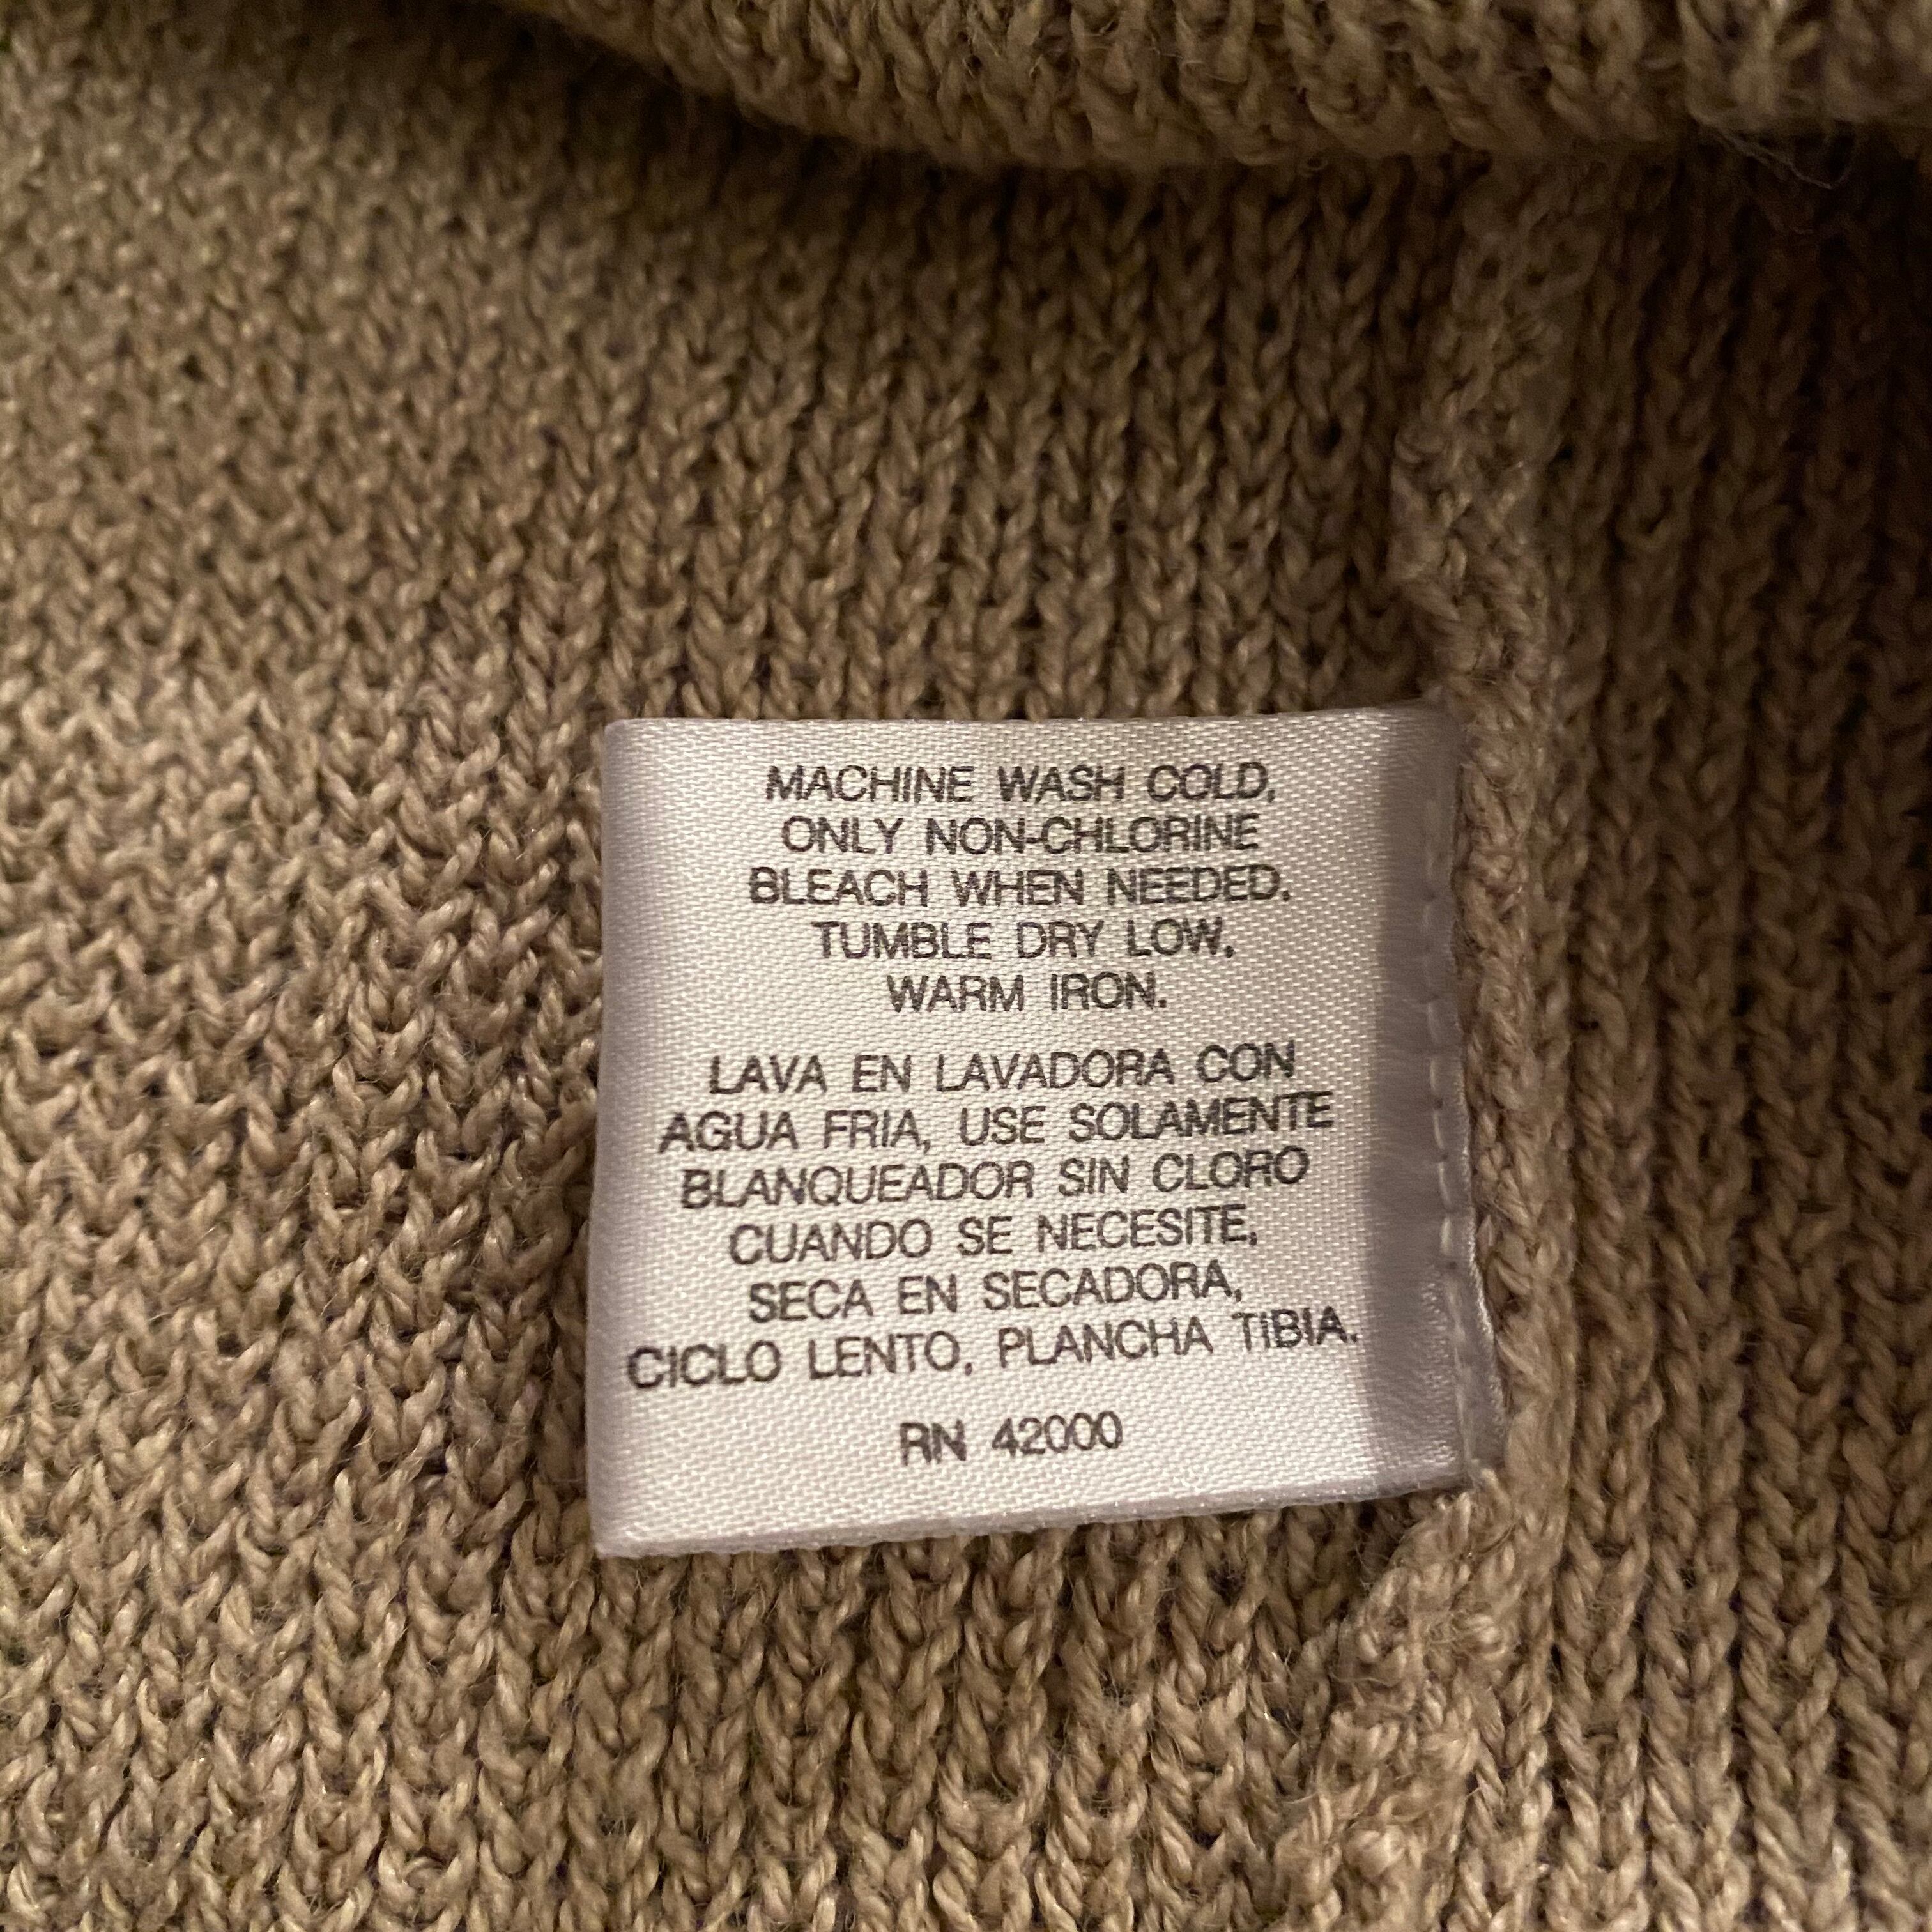 MACHINE WASH COLD,
ONLY NON-CHLORINE
BLEACH WHEN NEEDED.
TUMBLE DRY LOW.
WARM IRON.
LAVA EN LAVADORA CON
AGUA FRIA, USE SOLAMENTE
BLANQUEADOR SIN CLORO
CUANDO SE NECESITE,
SECA EN SECADORA,
CICLO LENTO, PLANCHA TIBIA.
RN 42000